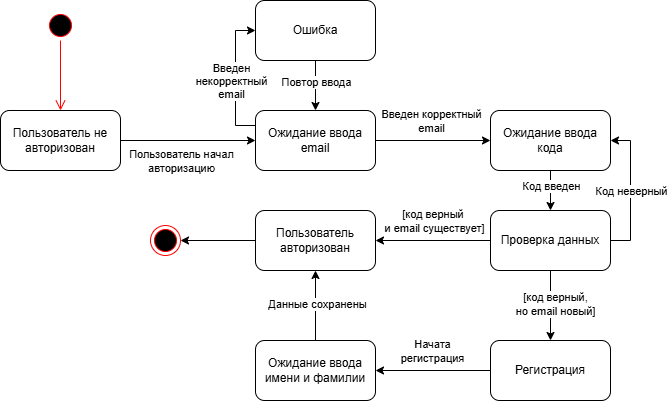 Ошибка
Введен
некорректный
email
Повтор ввода
Пользователь не
авторизован
Пользователь начал
авторизацию
Ожидание ввода
email
Введен корректный
email
Ожидание ввода
кода
Код введен
Код неверный
Проверка данных
[код верный
и email существует]
Пользователь
авторизован
[код верный,
но email новый]
Данные сохранены
Регистрация
Начата
регистрация
Ожидание ввода
имени и фамилии